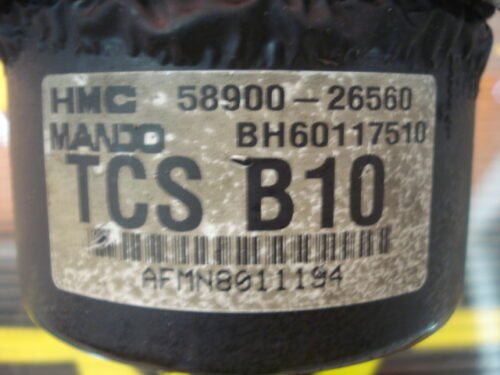 HMC 58900-26560
MANDO BH60117510
TCS B10
AFMN8011194